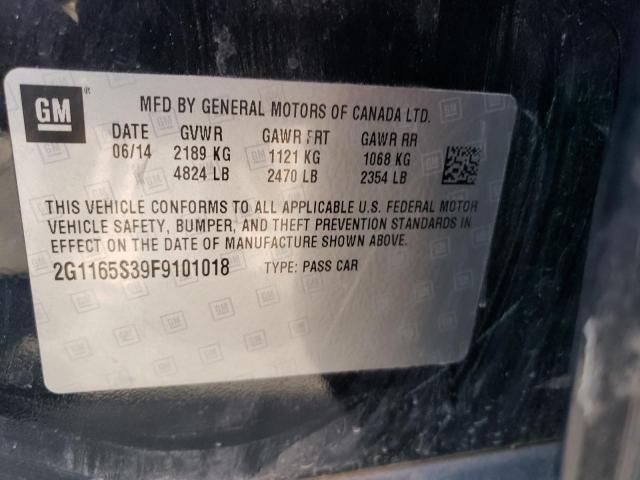 GM ®
MFD BY GENERAL MOTORS OF CANADA LTD.
DATE GVWR GAWR FRT GAWR RR
06/14 2189 KG 1121 KG 1068 KG
4824 LB 2470 LB 2354 LB
THIS VEHICLE CONFORMS TO ALL APPLICABLE U.S. FEDERAL MOTOR
VEHICLE SAFETY, BUMPER, AND THEFT PREVENTION STANDARDS IN
EFFECT ON THE DATE OF MANUFACTURE SHOWN ABOVE.
2G1165S39F9101018 TYPE: PASS CAR